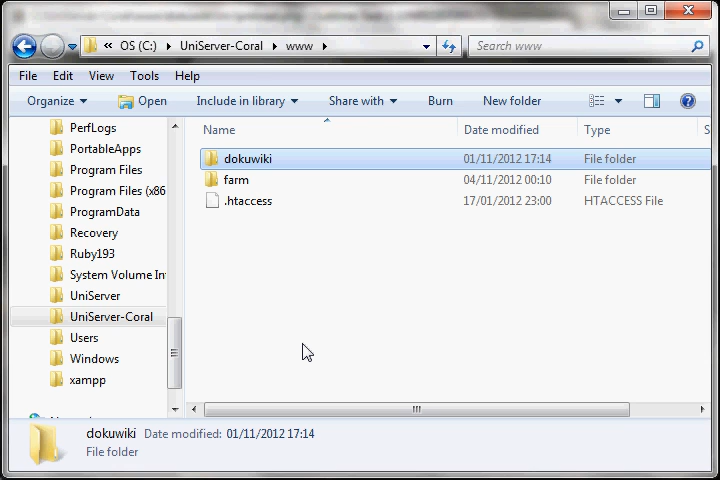 « OS (C:) UniServer-Coral www Search www
File Edit View Tools Help
Organize Open Include in library Share with Burn New folder
Name Date modified Type S
PerfLogs
PortableApps
Program Files
Program Files (x86
ProgramData
Recovery
Ruby193
System Volume In
UniServer
UniServer-Coral
Users
Windows
xampp
dokuwiki 01/11/2012 17:14 File folder
farm 04/11/2012 00:10 File folder
.htaccess 17/01/2012 23:00 HTACCESS File
dokuwiki Date modified: 01/11/2012 17:14
File folder